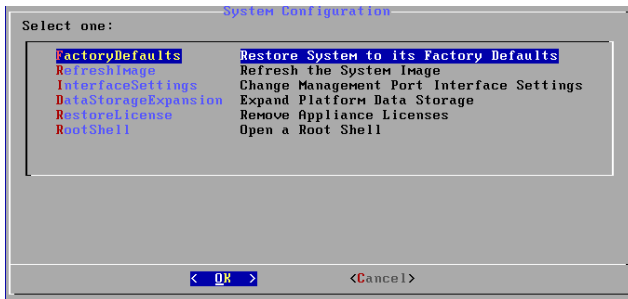 System Configuration
Select one:
FactoryDefaults Restore System to its Factory Defaults
RefreshImage Refresh the System Image
InterfaceSettings Change Management Port Interface Settings
DataStorageExpansion Expand Platform Data Storage
RestoreLicense Remove Appliance Licenses
RootShell Open a Root Shell
< OK > <Cancel>